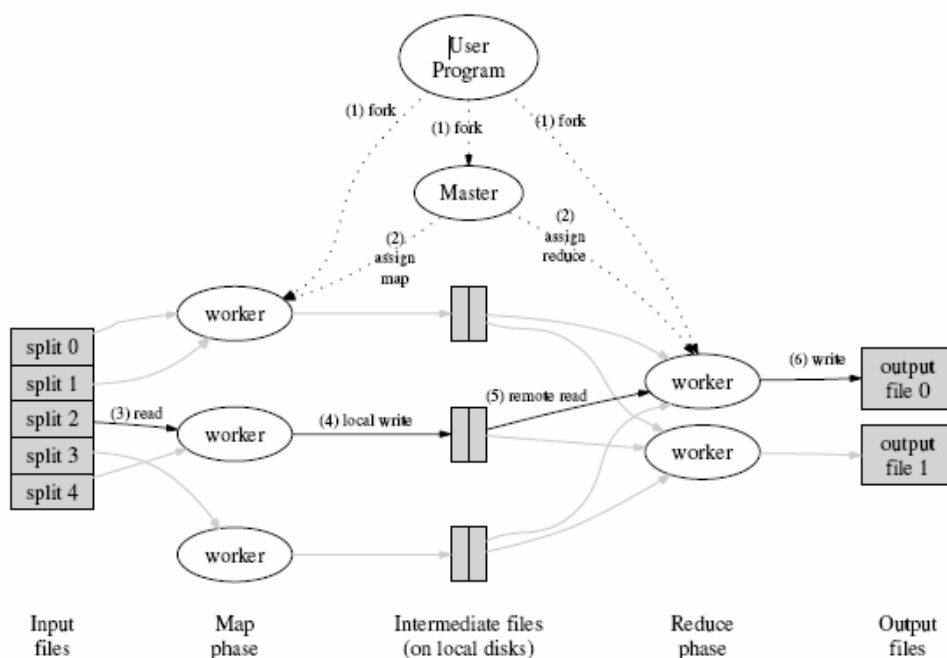 User
Program
(1) fork
(1) fork
(1) fork
Master
(2)
assign
map
(2)
assign
reduce
worker
split 0
split 1
split 2
split 3
split 4
(3) read
worker
(4) local write
(5) remote read
worker
(6) write
output
file 0
worker
output
file 1
worker
Input
files
Map
phase
Intermediate files
(on local disks)
Reduce
phase
Output
files